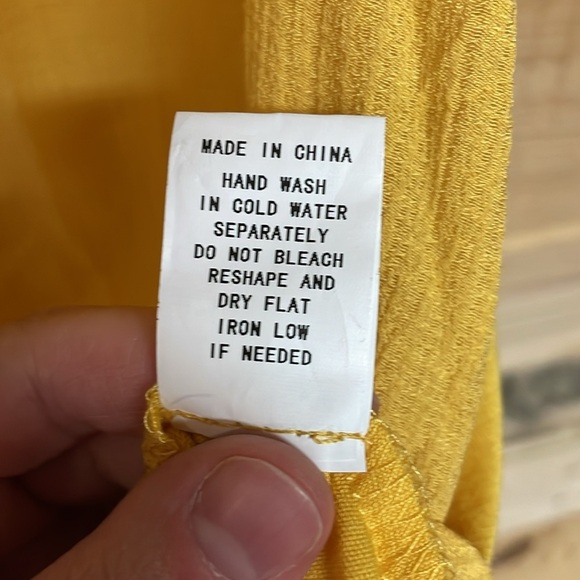 MADE IN CHINA
HAND WASH
IN COLD WATER
SEPARATELY
DO NOT BLEACH
RESHAPE AND
DRY FLAT
IRON LOW
IF NEEDED